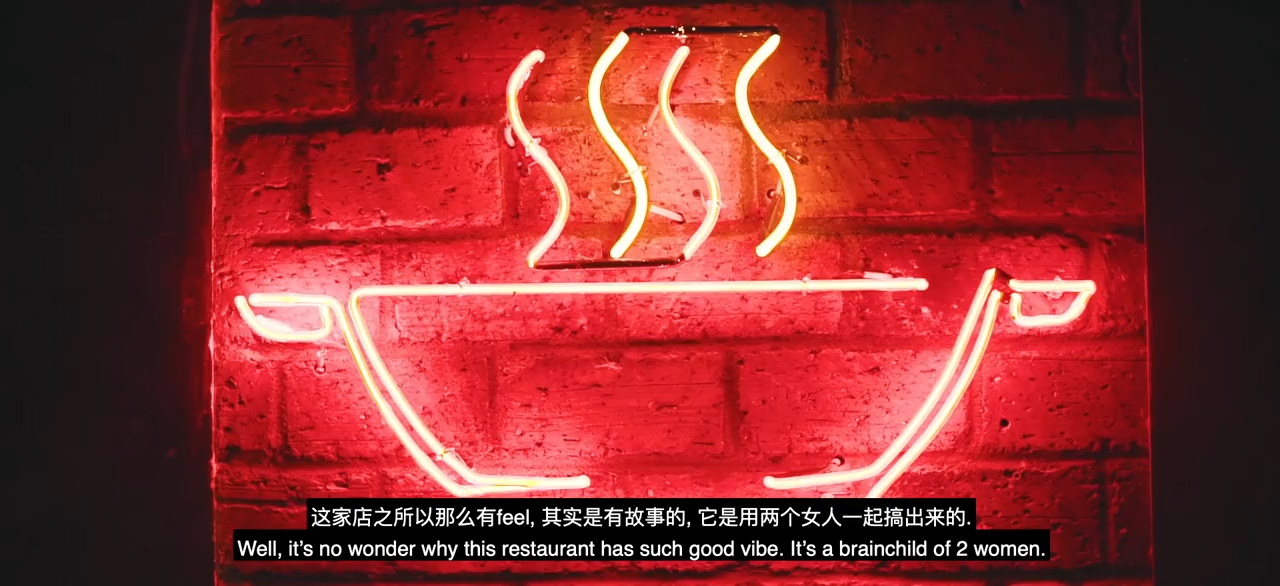 这家店之所以那么有feel, 其实是有故事的, 它是用两个女人一起搞出来的.
Well, it’s no wonder why this restaurant has such good vibe. It’s a brainchild of 2 women.